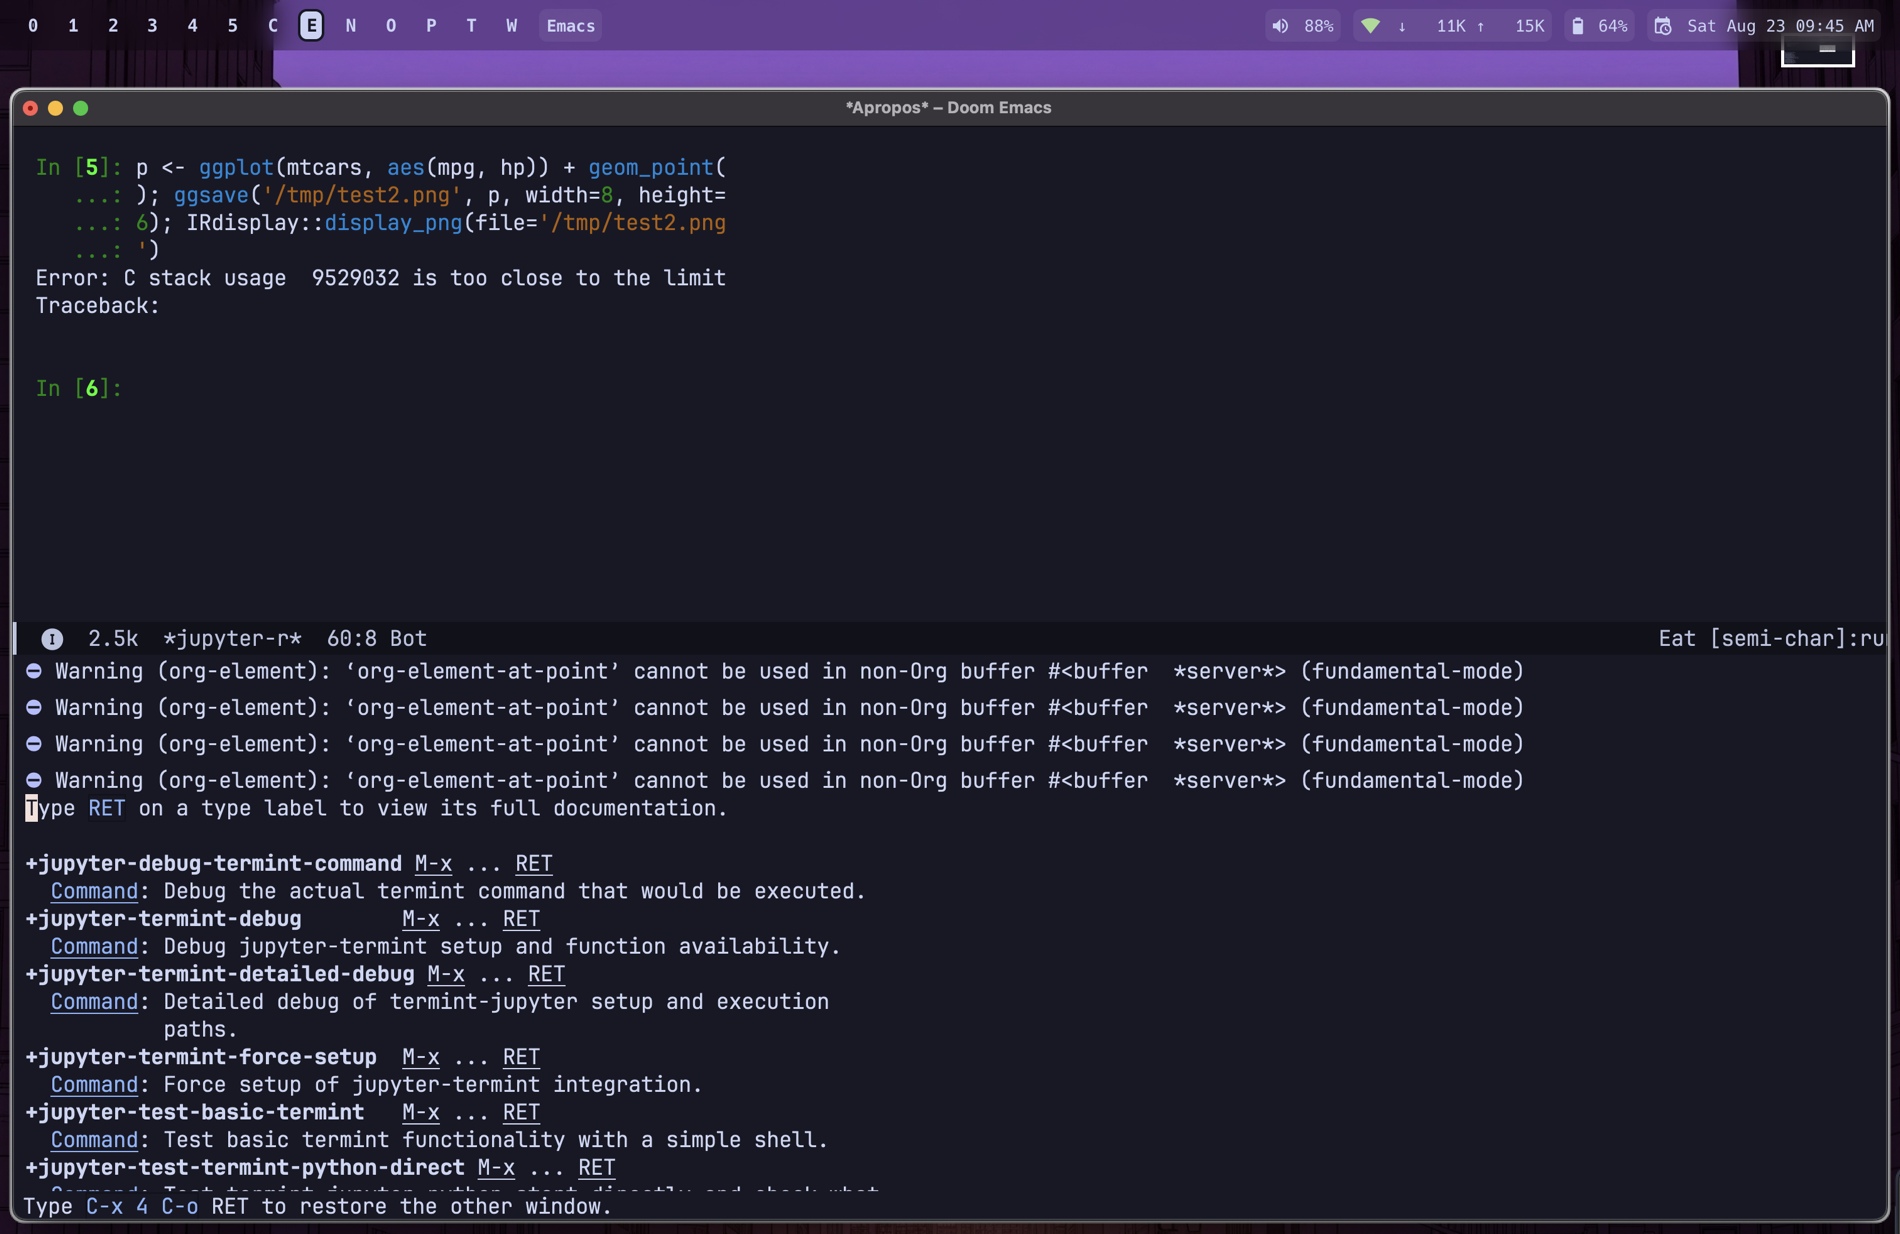 0 1 2 3 4 5 C E N O P T W Emacs 88% ↓ 11K ↑ 15K 64% Sat Aug 23 09:45 AM
*Apropos* – Doom Emacs
In [5]: p <- ggplot(mtcars, aes(mpg, hp)) + geom_point(
...: ); ggsave('/tmp/test2.png', p, width=8, height=
...: 6); IRdisplay::display_png(file='/tmp/test2.png
...: ')
Error: C stack usage  9529032 is too close to the limit
Traceback:
In [6]:
I 2.5k *jupyter-r* 60:8 Bot Eat [semi-char]:ru
Warning (org-element): ‘org-element-at-point’ cannot be used in non-Org buffer #<buffer  *server*> (fundamental-mode)
Warning (org-element): ‘org-element-at-point’ cannot be used in non-Org buffer #<buffer  *server*> (fundamental-mode)
Warning (org-element): ‘org-element-at-point’ cannot be used in non-Org buffer #<buffer  *server*> (fundamental-mode)
Warning (org-element): ‘org-element-at-point’ cannot be used in non-Org buffer #<buffer  *server*> (fundamental-mode)
Type RET on a type label to view its full documentation.
+jupyter-debug-termint-command M-x ... RET
Command: Debug the actual termint command that would be executed.
+jupyter-termint-debug M-x ... RET
Command: Debug jupyter-termint setup and function availability.
+jupyter-termint-detailed-debug M-x ... RET
Command: Detailed debug of termint-jupyter setup and execution
paths.
+jupyter-termint-force-setup M-x ... RET
Command: Force setup of jupyter-termint integration.
+jupyter-test-basic-termint M-x ... RET
Command: Test basic termint functionality with a simple shell.
+jupyter-test-termint-python-direct M-x ... RET
Type C-x 4 C-o RET to restore the other window.